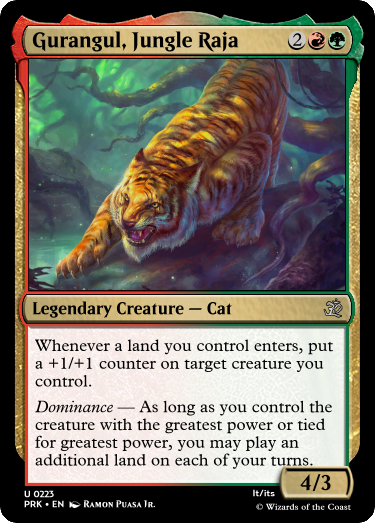 Gurangul, Jungle Raja 2
Legendary Creature — Cat
Whenever a land you control enters, put
a +1/+1 counter on target creature you
control.
Dominance — As long as you control the
creature with the greatest power or tied
for greatest power, you may play an
additional land on each of your turns.
4/3
U 0223
PRK • EN Ramon Puasa Jr.
It/its
© Wizards of the Coast